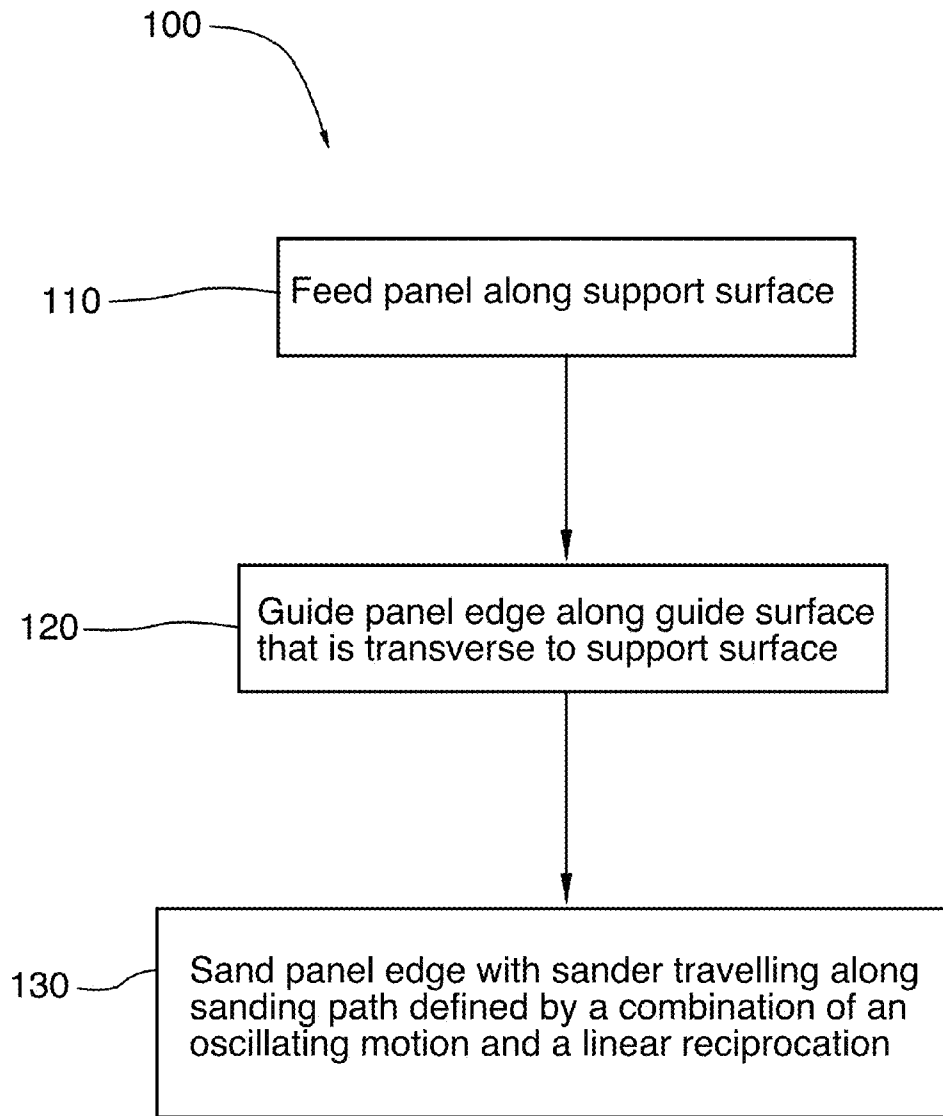 100
110
Feed panel along support surface
120
Guide panel edge along guide surface
that is transverse to support surface
130
Sand panel edge with sander travelling along
sanding path defined by a combination of an
oscillating motion and a linear reciprocation